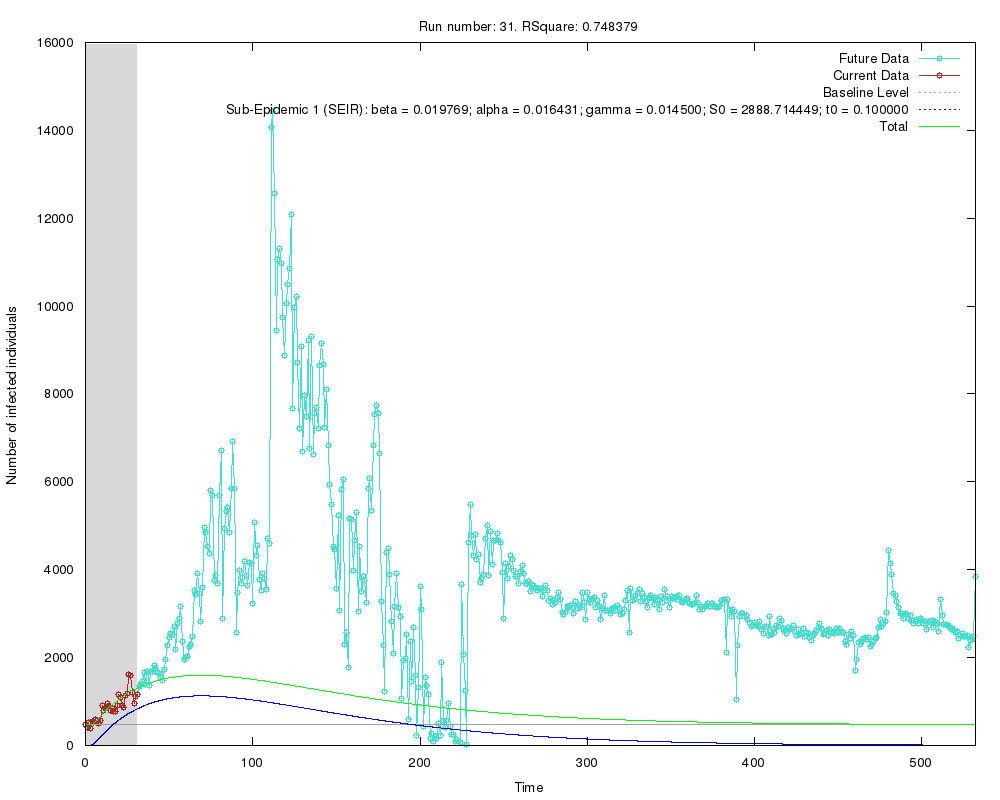 Run number: 31. RSquare: 0.748379
16000
14000
12000
10000
8000
6000
4000
2000
0
Number of infected individuals
Future Data
Current Data
Baseline Level
Sub-Epidemic 1 (SEIR): beta = 0.019769; alpha = 0.016431; gamma = 0.014500; S0 = 2888.714449; t0 = 0.100000
Total
0 100 200 300 400 500
Time